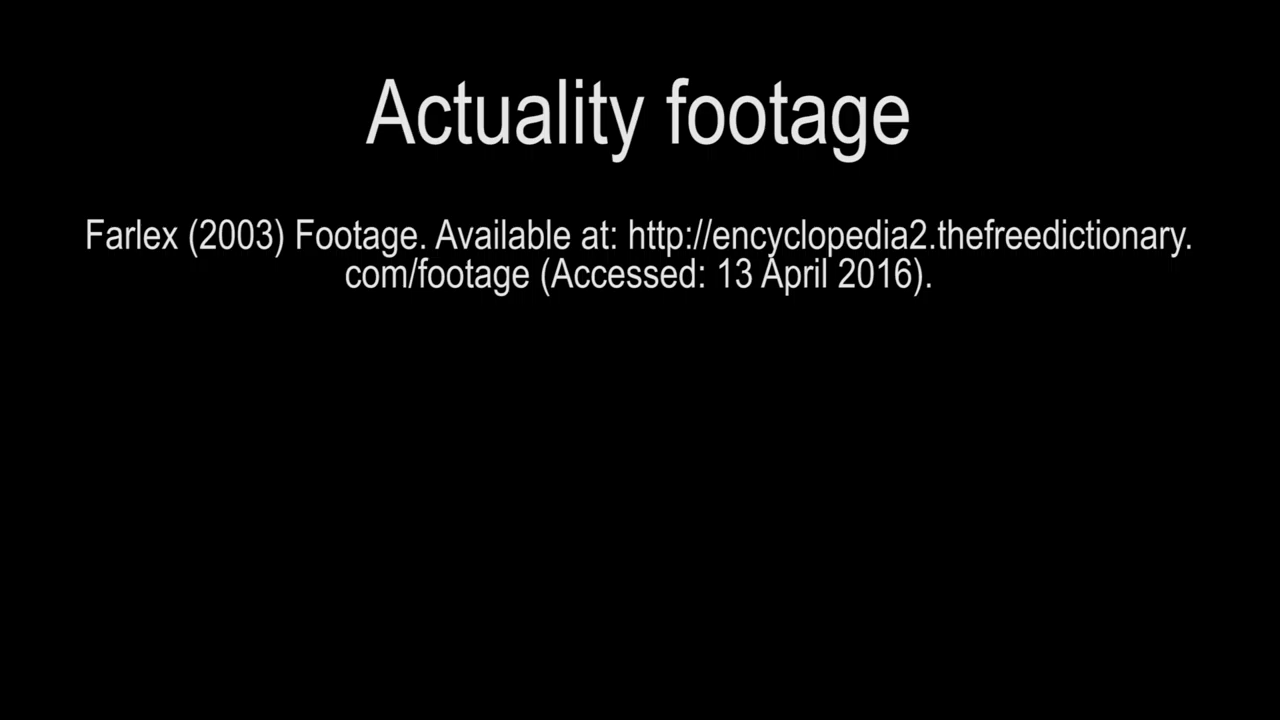 Actuality footage
Farlex (2003) Footage. Available at: http://encyclopedia2.thefreedictionary.
com/footage (Accessed: 13 April 2016).